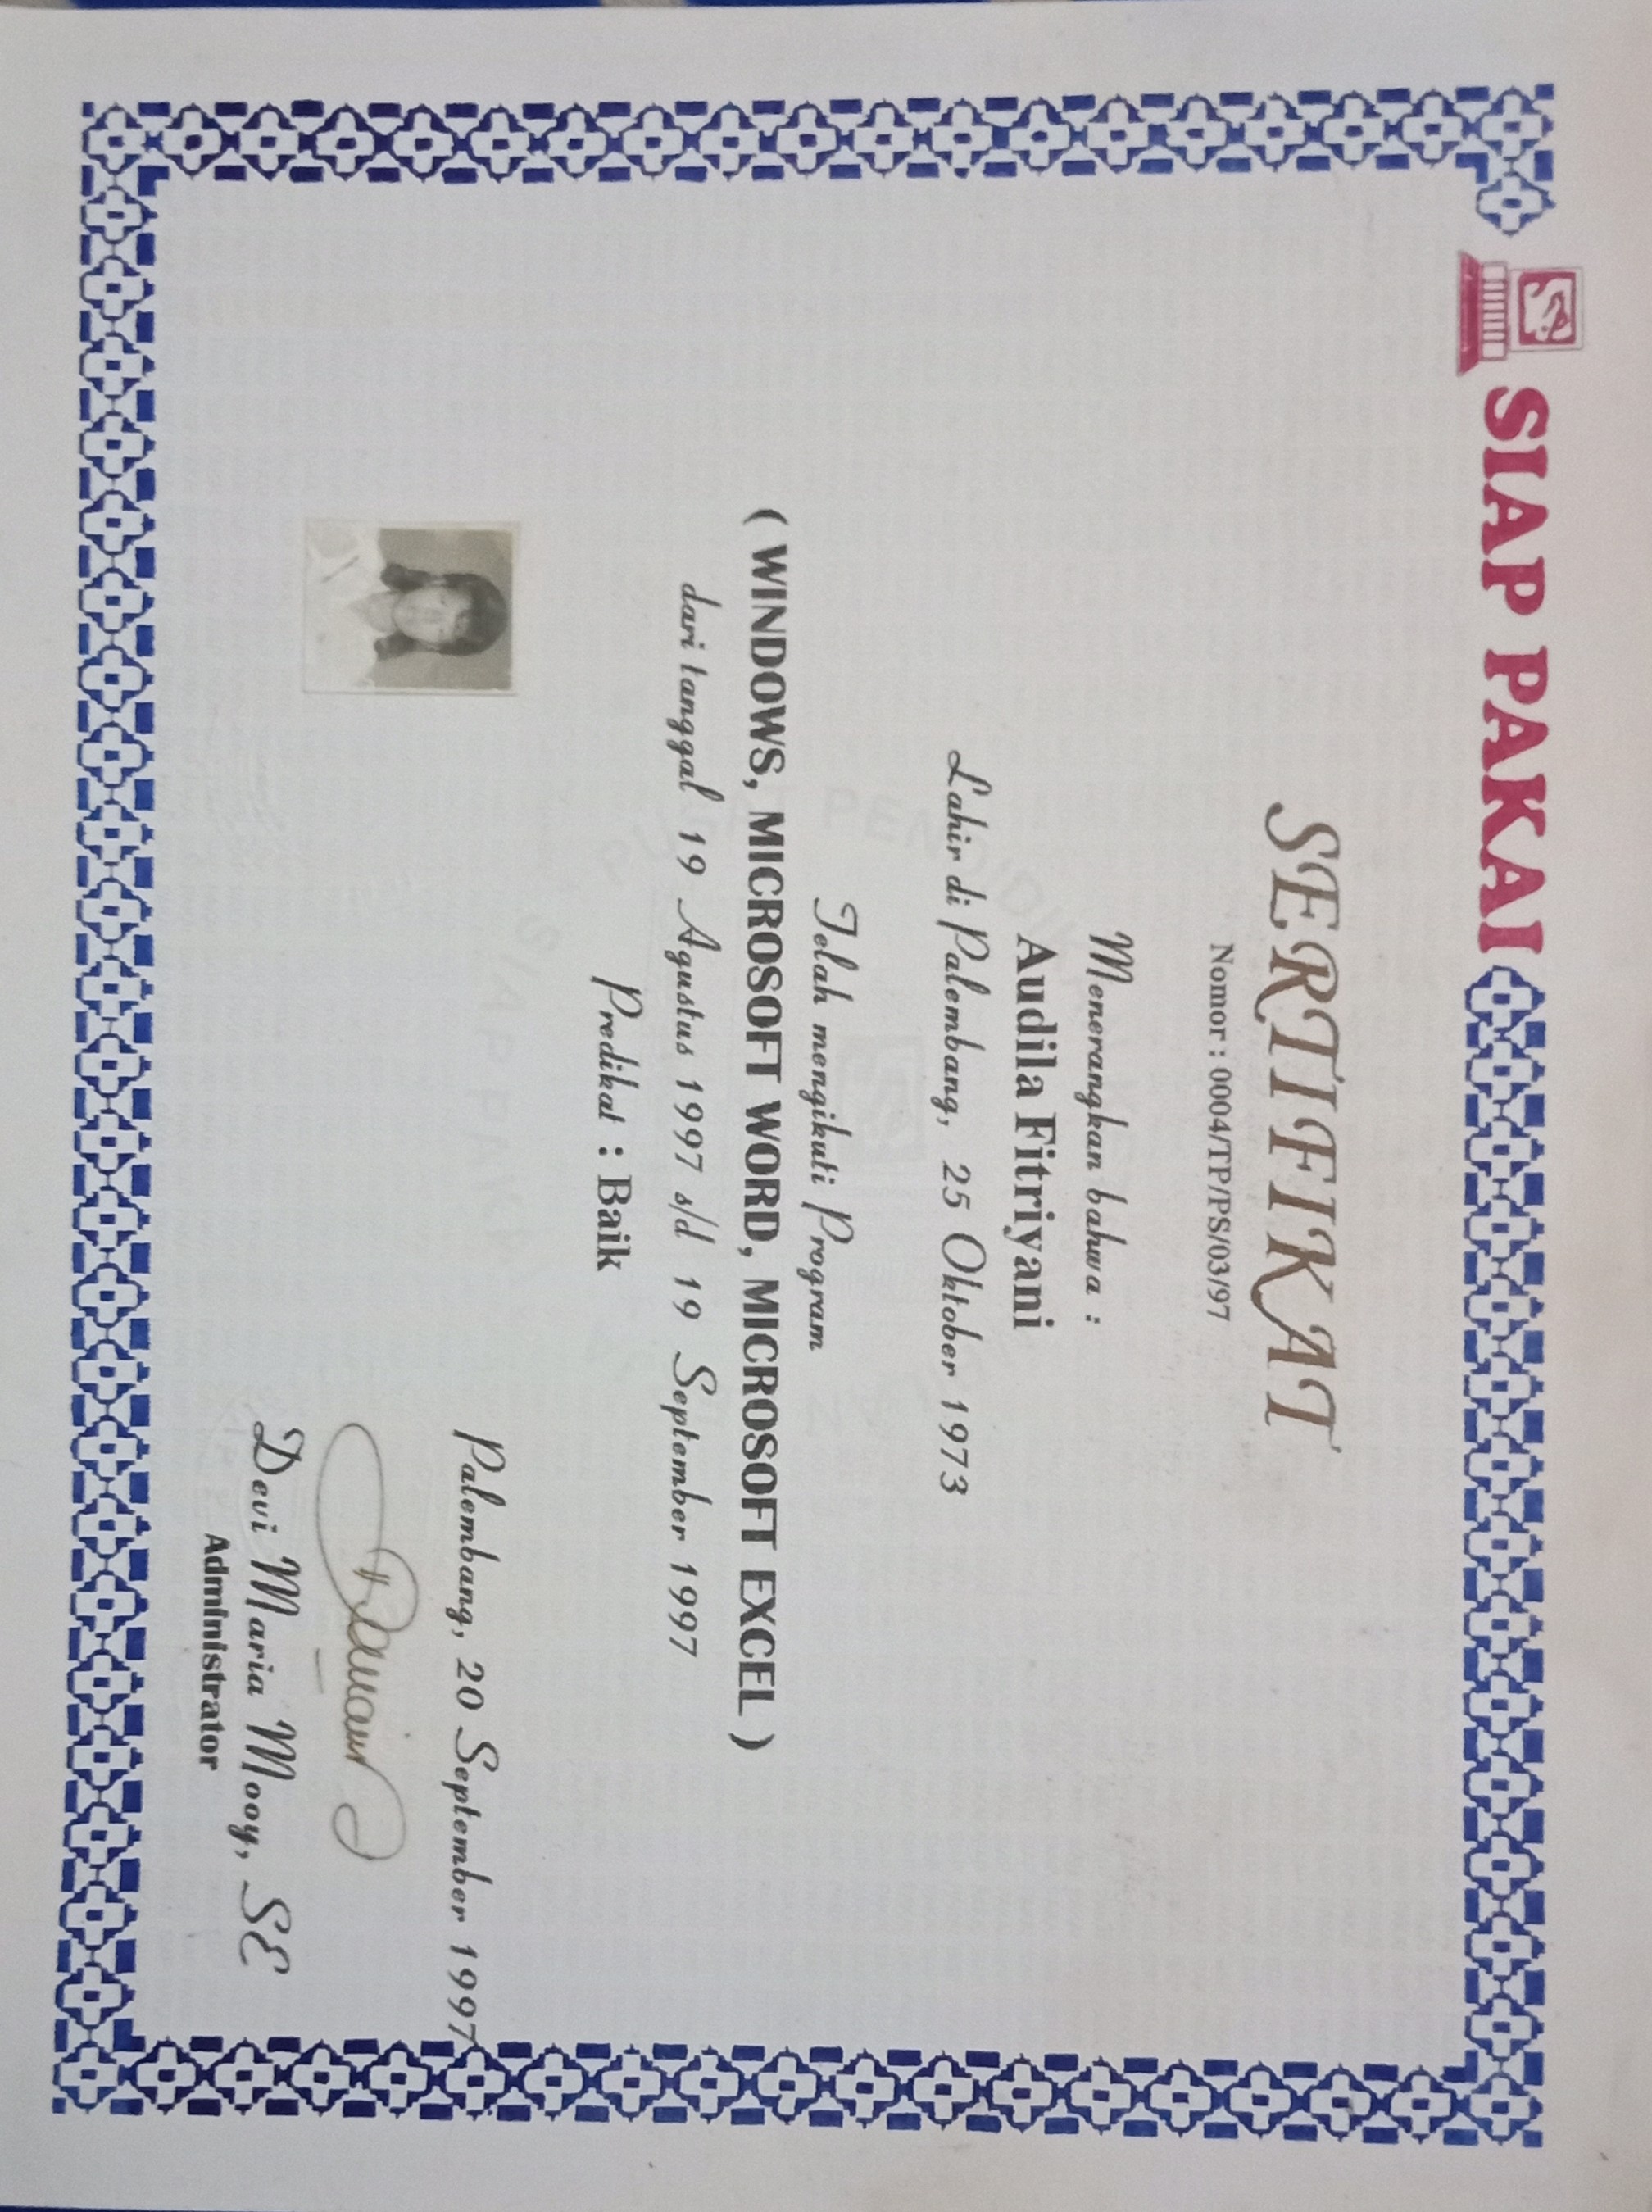 SIAP PAKAI
SERTIFIKAT
Nomor : 0004/TP/PS/03/97
Menerangkan bahwa :
Audila Fitriyani
Lahir di Palembang, 25 Oktober 1973
Telah mengikuti Program
( WINDOWS, MICROSOFT WORD, MICROSOFT EXCEL )
dari tanggal 19 Agustus 1997 s/d 19 September 1997
Predikat : Baik
Palembang, 20 September 1997
Devi Maria Mooy, SE
Administrator